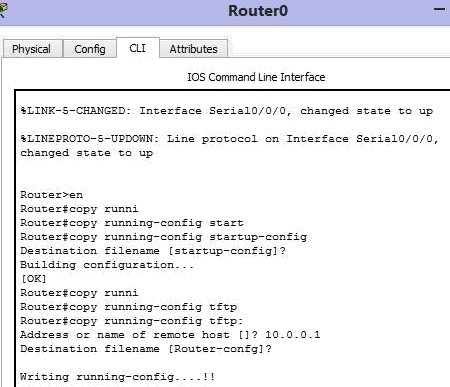 Router0
Physical Config CLI Attributes
IOS Command Line Interface
%LINK-5-CHANGED: Interface Serial0/0/0, changed state to up
%LINEPROTO-5-UPDOWN: Line protocol on Interface Serial0/0/0,
changed state to up
Router>en
Router#copy runni
Router#copy running-config start
Router#copy running-config startup-config
Destination filename [startup-config]?
Building configuration...
[OK]
Router#copy runni
Router#copy running-config tftp
Router#copy running-config tftp:
Address or name of remote host []? 10.0.0.1
Destination filename [Router-confg]?
Writing running-config....!!